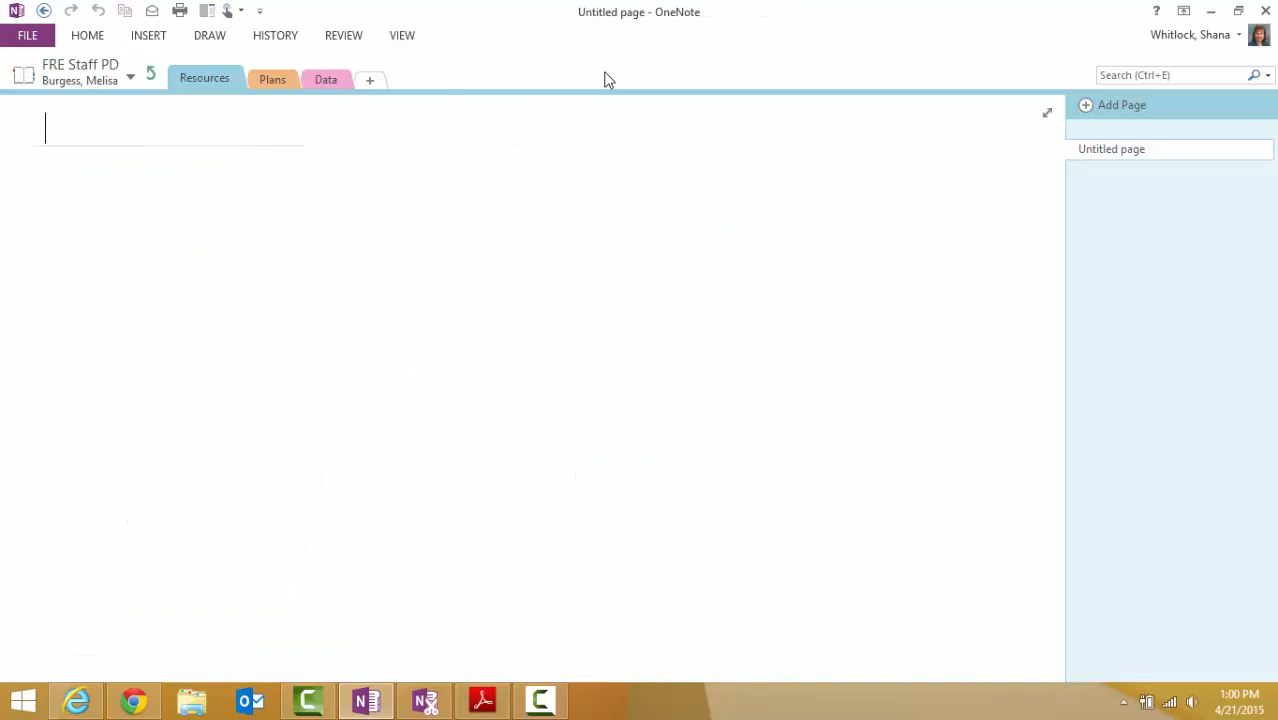 Untitled page - OneNote
?
FILE HOME INSERT DRAW HISTORY REVIEW VIEW
Whitlock, Shana
FRE Staff PD
Burgess, Melisa
Resources Plans Data +
Search (Ctrl+E)
Add Page
Untitled page
1:00 PM
4/21/2015